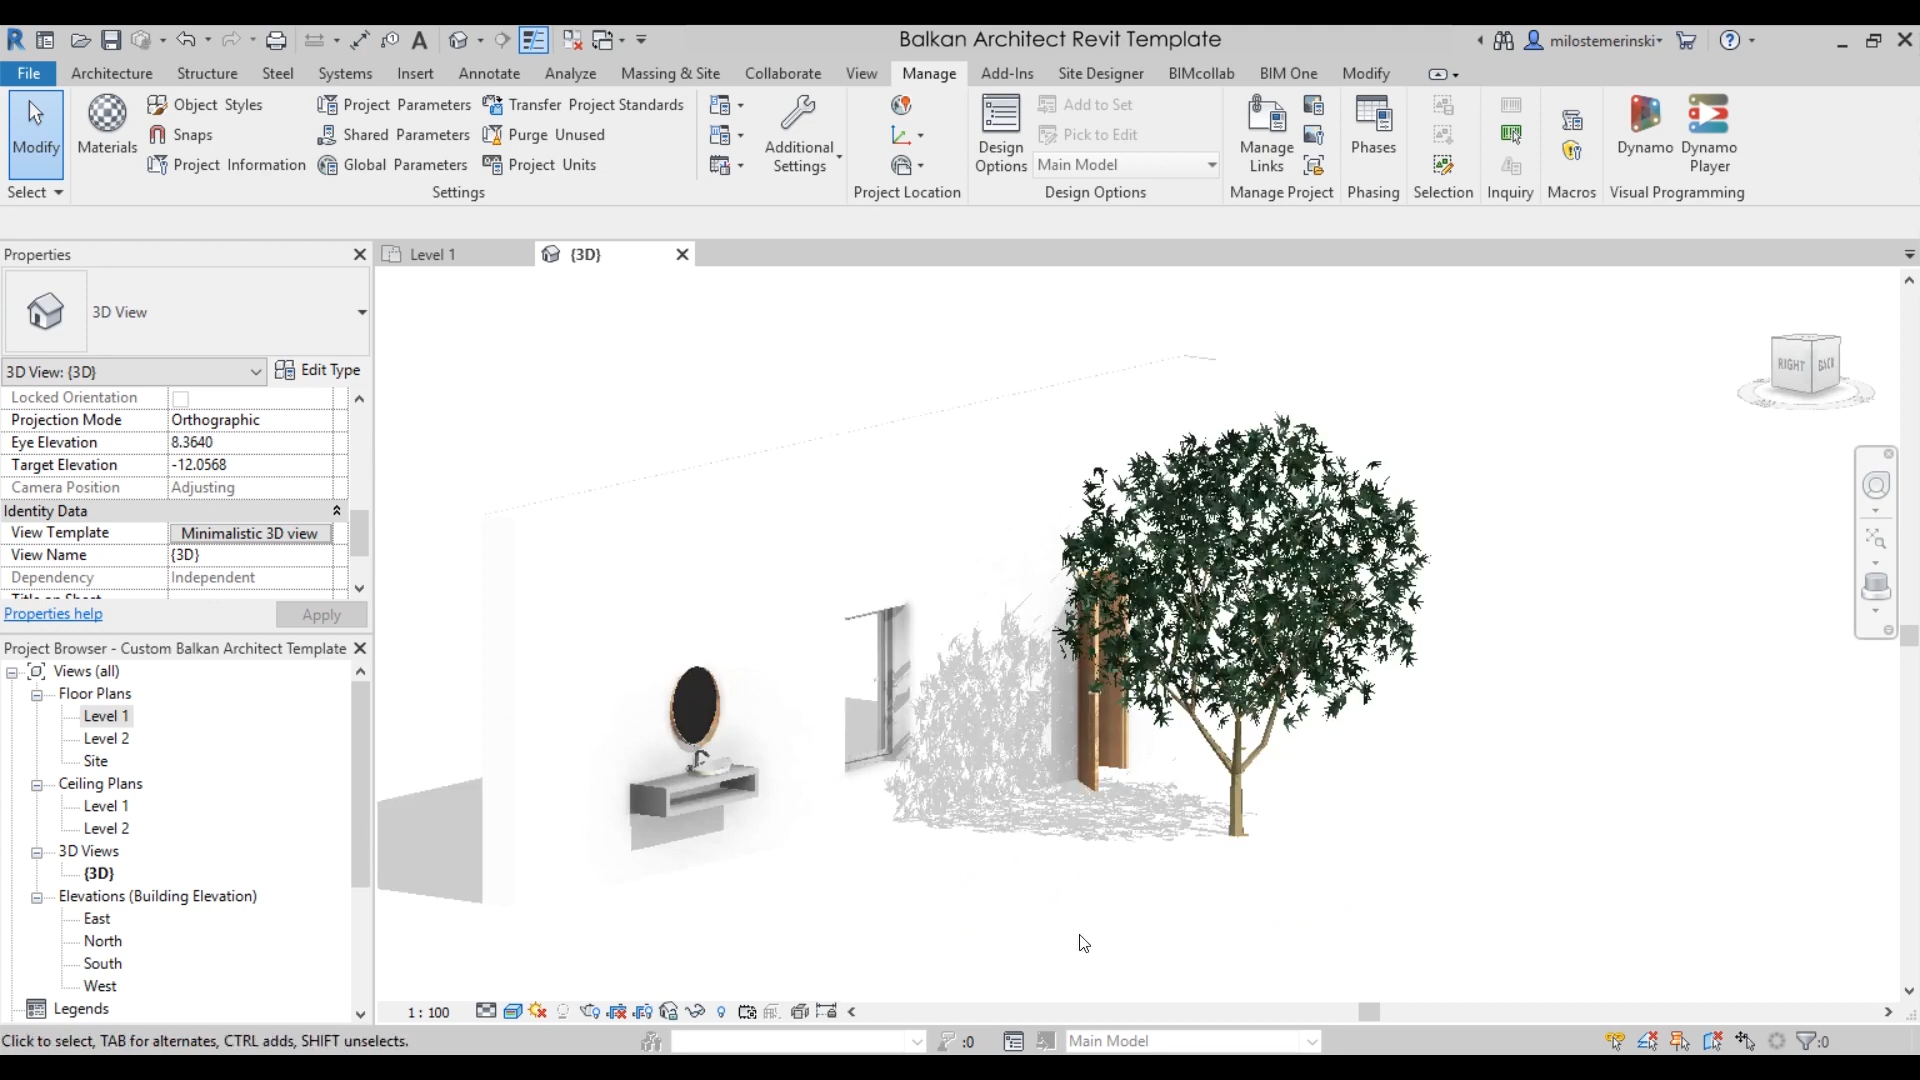 Balkan Architect Revit Template
milostemerinski
File Architecture Structure Steel Systems Insert Annotate Analyze Massing & Site Collaborate View Manage Add-Ins Site Designer BIMcollab BIM One Modify
Modify
Select
Materials
Object Styles
Snaps
Project Information
Project Parameters
Shared Parameters
Global Parameters
Transfer Project Standards
Purge Unused
Project Units
Settings
Additional
Settings
Project Location
Design
Options
Add to Set
Pick to Edit
Main Model
Design Options
Manage
Links
Manage Project
Phases
Phasing
Selection
Inquiry
Macros
Dynamo
Dynamo
Player
Visual Programming
Properties
3D View
3D View: {3D}
Edit Type
Locked Orientation
Projection Mode Orthographic
Eye Elevation 8.3640
Target Elevation -12.0568
Camera Position Adjusting
Identity Data
View Template Minimalistic 3D view
View Name {3D}
Dependency Independent
Properties help
Apply
Project Browser - Custom Balkan Architect Template
Views (all)
Floor Plans
Level 1
Level 2
Site
Ceiling Plans
Level 1
Level 2
3D Views
{3D}
Elevations (Building Elevation)
East
North
South
West
Legends
Level 1
{3D}
RIGHT BACK
1 : 100
Click to select, TAB for alternates, CTRL adds, SHIFT unselects.
:0
Main Model
:0